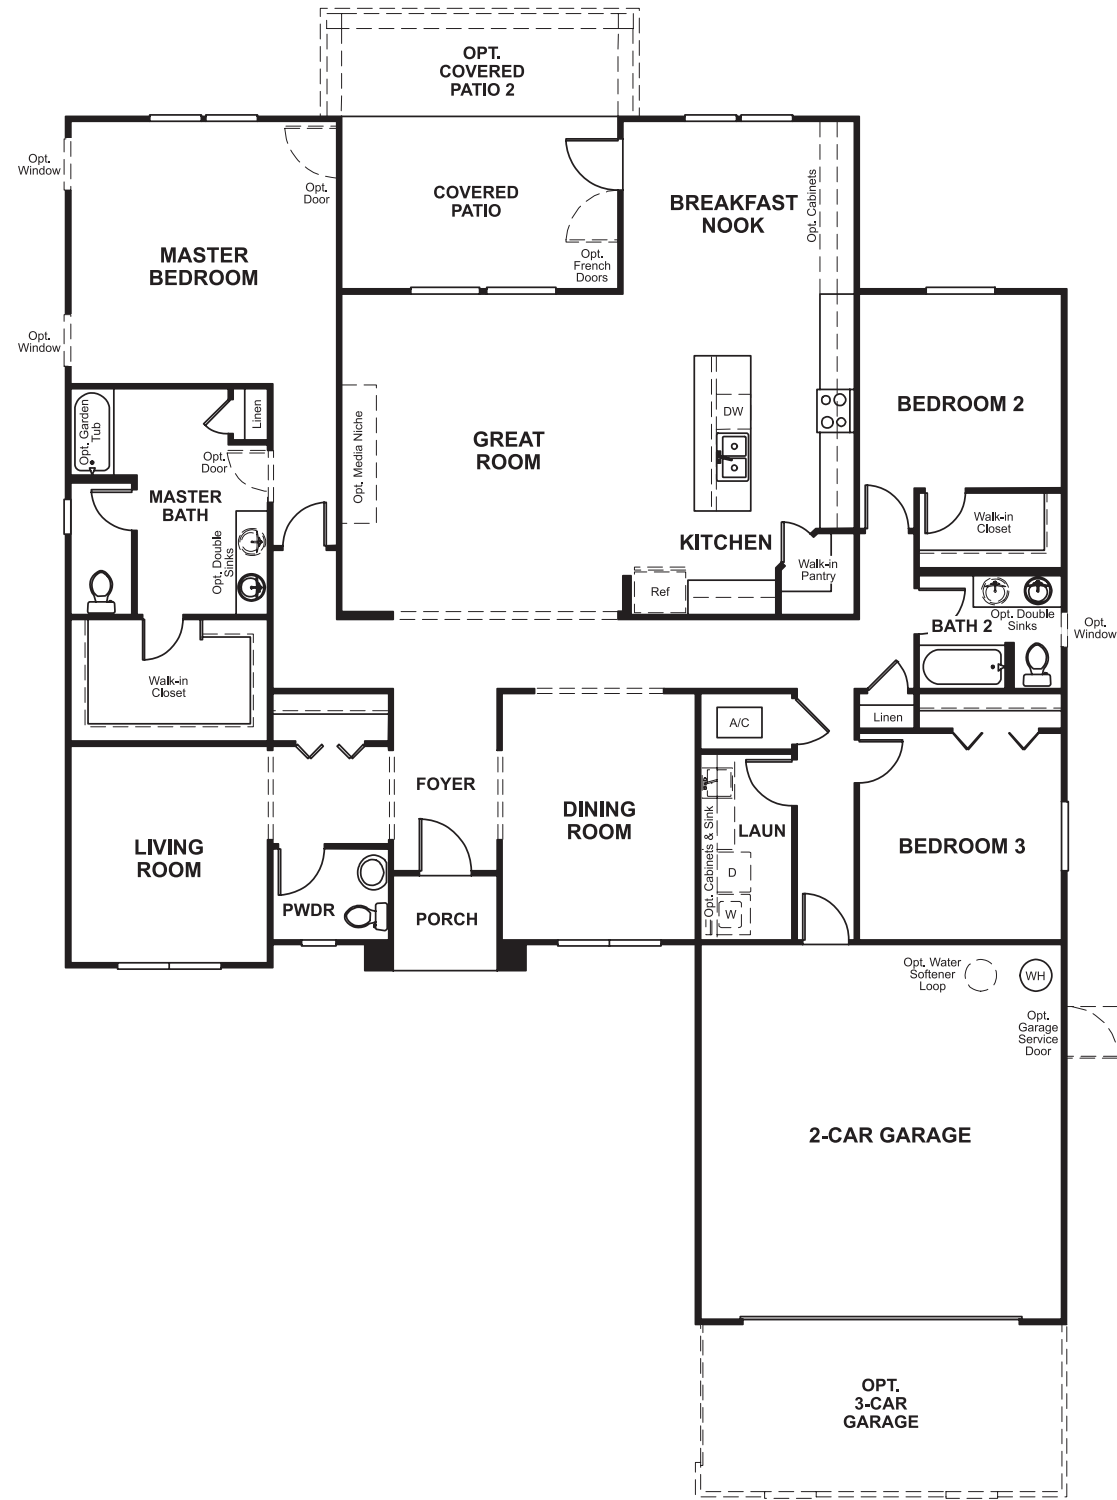 OPT.
COVERED
PATIO 2
Opt.
Window
Opt.
Door
COVERED
PATIO
BREAKFAST
NOOK
Opt. Cabinets
MASTER
BEDROOM
Opt.
French
Doors
Opt.
Window
Opt. Garden
Tub
Linen
Opt.
Door
MASTER
BATH
Opt. Double
Sinks
Opt. Media Niche
GREAT
ROOM
DW
BEDROOM 2
KITCHEN
Walk-in
Closet
Walk-in
Pantry
Ref
Opt. Double
Sinks
BATH 2
Opt.
Window
Walk-in
Closet
A/C
Linen
FOYER
LIVING
ROOM
DINING
ROOM
Opt. Cabinets & Sink
LAUN
D
W
BEDROOM 3
PWDR
PORCH
Opt. Water
Softener
Loop
WH
Opt.
Garage
Service
Door
2-CAR GARAGE
OPT.
3-CAR
GARAGE